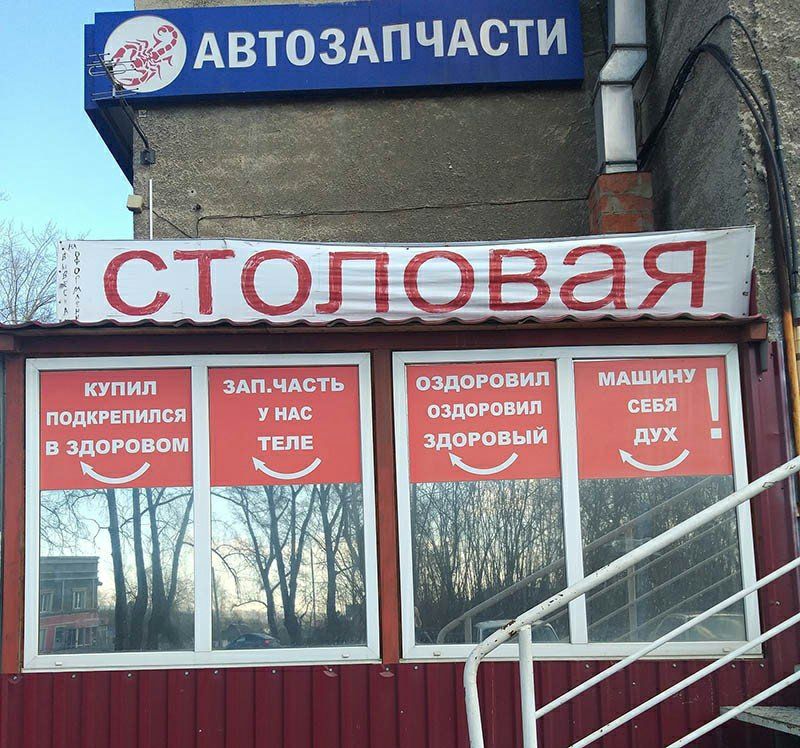 АВТОЗАПЧАСТИ
СТОЛОВАЯ
КУПИЛ ЗАП.ЧАСТЬ ОЗДОРОВИЛ МАШИНУ
ПОДКРЕПИЛСЯ У НАС ОЗДОРОВИЛ СЕБЯ
В ЗДОРОВОМ ТЕЛЕ ЗДОРОВЫЙ ДУХ !